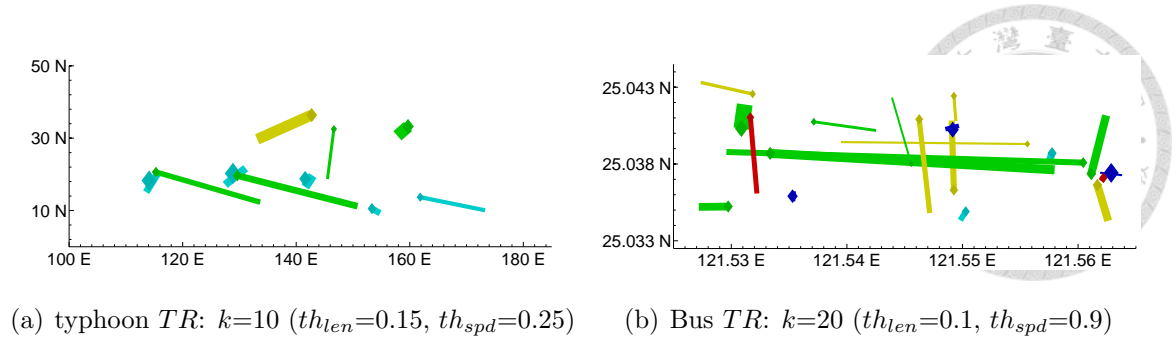 50 N
30 N
10 N
100 E 120 E 140 E 160 E 180 E
(a) typhoon TR: k=10 (th_len=0.15, th_spd=0.25)
25.043 N
25.038 N
25.033 N
121.53 E 121.54 E 121.55 E 121.56 E
(b) Bus TR: k=20 (th_len=0.1, th_spd=0.9)
灣臺